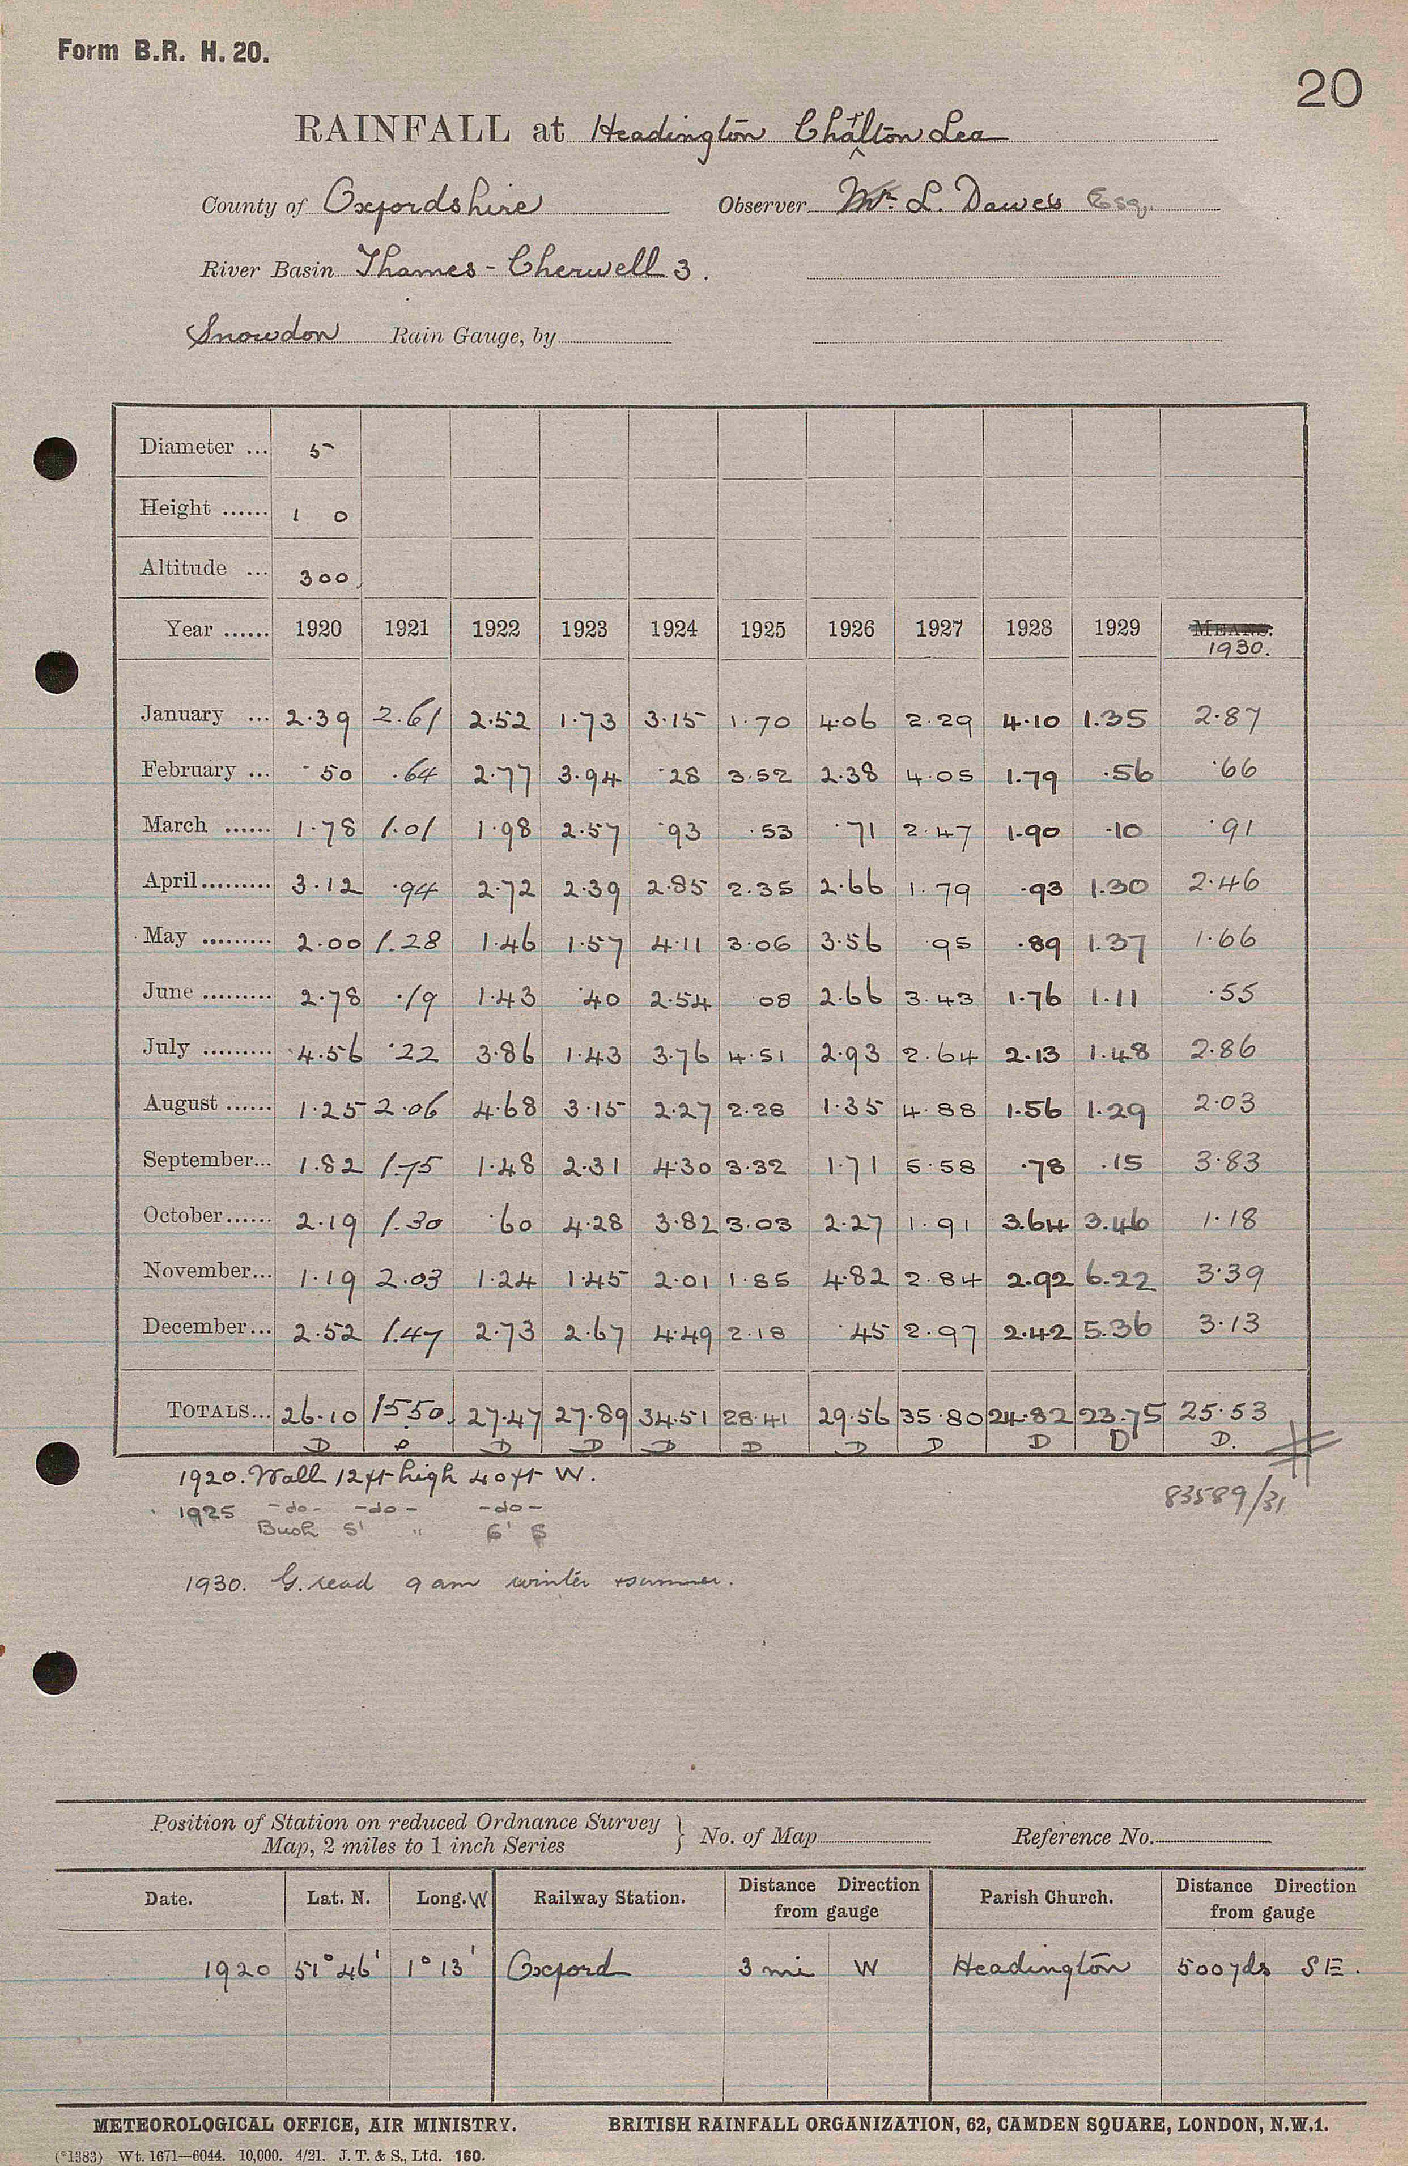 Form B.R. H. 20.
20
RAINFALL at Headington Chalton Lea
County of Oxfordshire Observer Mr. L. Dawes Esq.
River Basin Thames - Cherwell 3.
Snowdon Rain Gauge, by
Diameter ... 5
Height ...... 1 0
Altitude ... 300
Year ...... 1920 1921 1922 1923 1924 1925 1926 1927 1928 1929 MEANS.
1930.
January ... 2.39 2.61 2.52 1.73 3.15 1.70 4.06 2.29 4.10 1.35 2.87
February ... .50 .64 2.77 3.94 .28 3.52 2.38 4.05 1.79 .56 .66
March ...... 1.78 1.01 1.98 2.57 .93 .53 .71 2.47 1.90 .10 .91
April......... 3.12 .94 2.72 2.39 2.85 2.35 2.66 1.79 .93 1.30 2.46
May ......... 2.00 1.28 1.46 1.57 4.11 3.06 3.56 .95 .89 1.37 1.66
June ......... 2.78 .19 1.43 .40 2.54 08 2.66 3.43 1.76 1.11 .55
July ......... 4.56 .22 3.86 1.43 3.76 4.51 2.93 2.64 2.13 1.48 2.86
August ...... 1.25 2.06 4.68 3.15 2.27 2.28 1.35 4.88 1.56 1.29 2.03
September... 1.82 1.75 1.48 2.31 4.30 3.32 1.71 5.58 .78 .15 3.83
October...... 2.19 1.30 .60 4.28 3.82 3.03 2.27 1.91 3.64 3.46 1.18
November... 1.19 2.03 1.24 1.45 2.01 1.85 4.82 2.84 2.92 6.22 3.39
December... 2.52 1.47 2.73 2.67 4.49 2.18 .45 2.97 2.42 5.36 3.13
TOTALS... 26.10 15.50. 27.47 27.89 34.51 28.41 29.56 35.80 24.82 23.75 25.53
D D D D D D D D D D.
1920. Wall 12ft high 40ft W.
83589/31
1925 -do- -do- -do-
Bush 5' " 6' S
1930. G. read 9 am winter + summer.
Position of Station on reduced Ordnance Survey
Map, 2 miles to 1 inch Series } No. of Map Reference No.
Date. Lat. N. Long. W Railway Station. Distance Direction from gauge Parish Church. Distance Direction from gauge
1920 51° 46' 1° 13' Oxford 3 mi W Headington 500yds SE.
METEOROLOGICAL OFFICE, AIR MINISTRY. BRITISH RAINFALL ORGANIZATION, 62, CAMDEN SQUARE, LONDON, N.W.1.
(*1383) Wt. 1671—6044. 10,000. 4/21. J. T. & S., Ltd. 160.